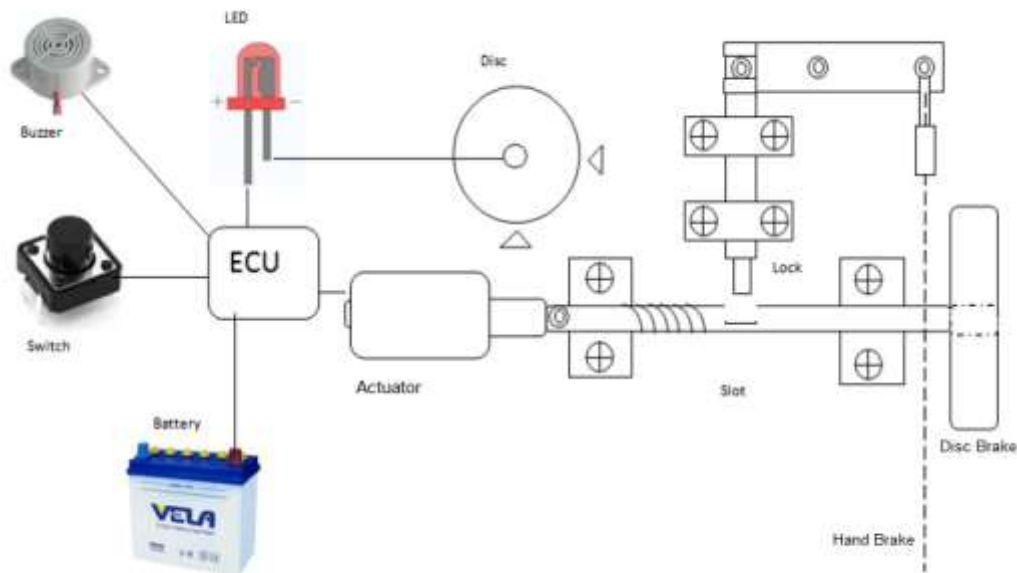 LED
Buzzer
Disc
+
−
ECU
Lock
Switch
Actuator
Slot
Battery
Disc Brake
VELA
Hand Brake